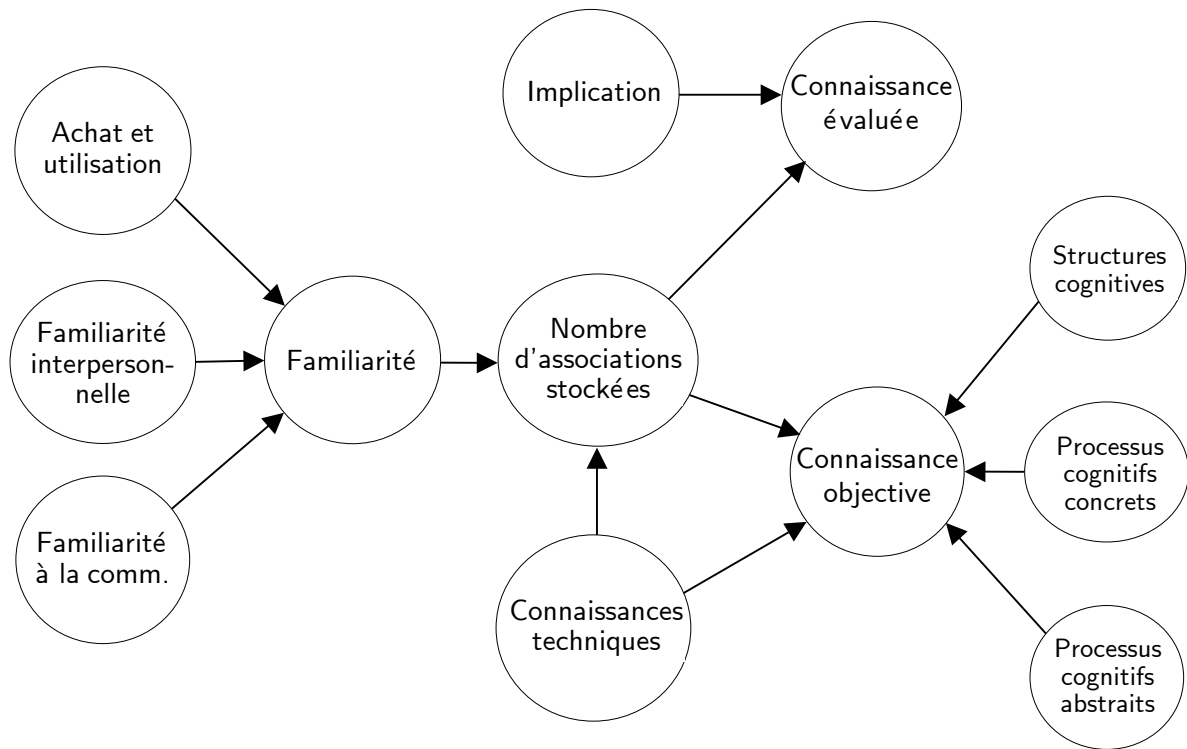 Implication
Connaissance
évaluée
Achat et
utilisation
Structures
cognitives
Familiarité
interperson-
nelle
Familiarité
Nombre
d'associations
stockées
Connaissance
objective
Processus
cognitifs
concrets
Familiarité
à la comm.
Connaissances
techniques
Processus
cognitifs
abstraits